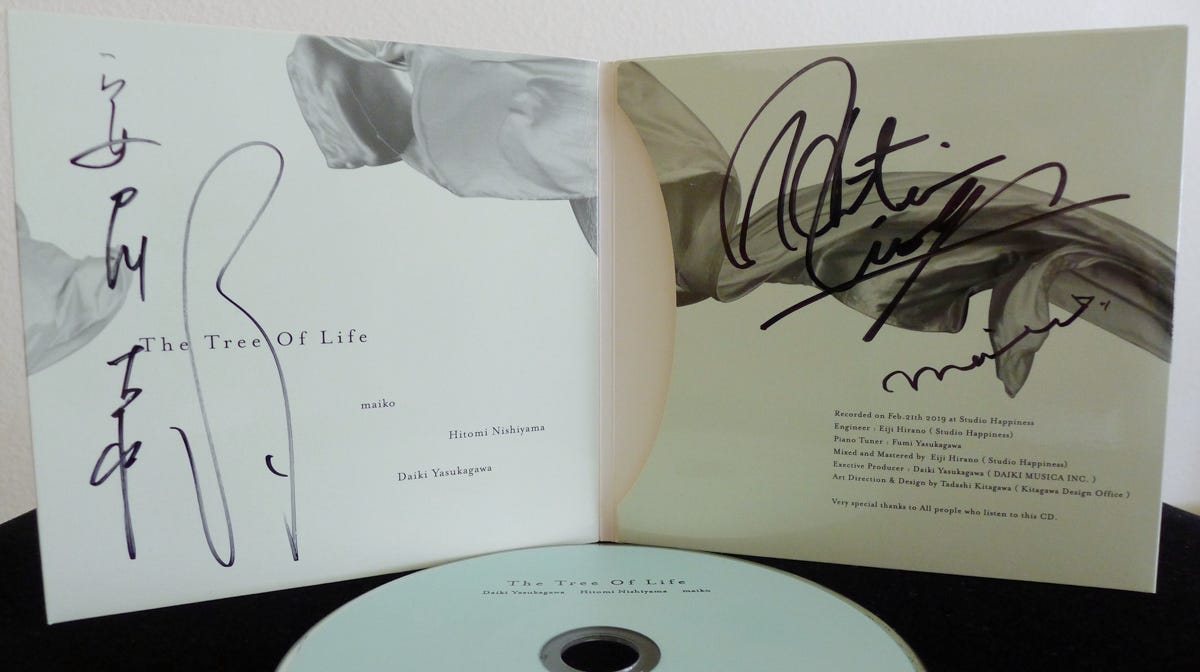 The Tree Of Life
maiko
Hitomi Nishiyama
Daiki Yasukagawa
maiko
Recorded on Feb.21th 2019 at Studio Happiness
Engineer : Eiji Hirano ( Studio Happiness)
Piano Tuner : Fumi Yasukagawa
Mixed and Mastered by Eiji Hirano (Studio Happiness)
Exective Producer : Daiki Yasukagawa ( DAIKI MUSICA INC. )
Art Direction & Design by Tadashi Kitagawa ( Kitagawa Design Office )
Very special thanks to All people who listen to this CD.
The Tree Of Life
Daiki Yasukagawa Hitomi Nishiyama maiko